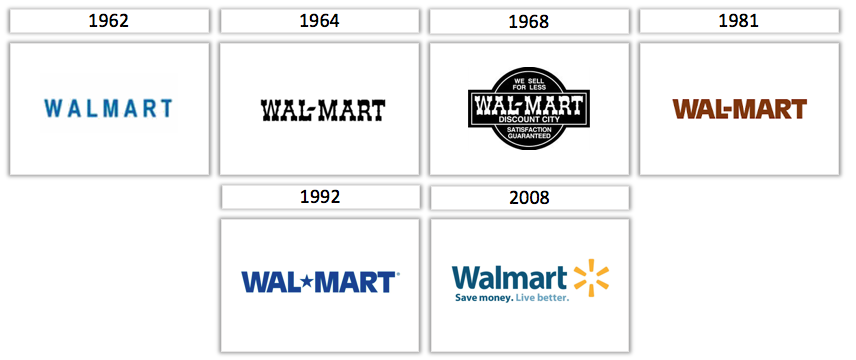 1962
1964
1968
1981
WALMART
WAL-MART
WE SELL
FOR LESS
WAL-MART
DISCOUNT CITY
SATISFACTION
GUARANTEED
WAL-MART
1992
2008
WAL★MART®
Walmart
Save money. Live better.